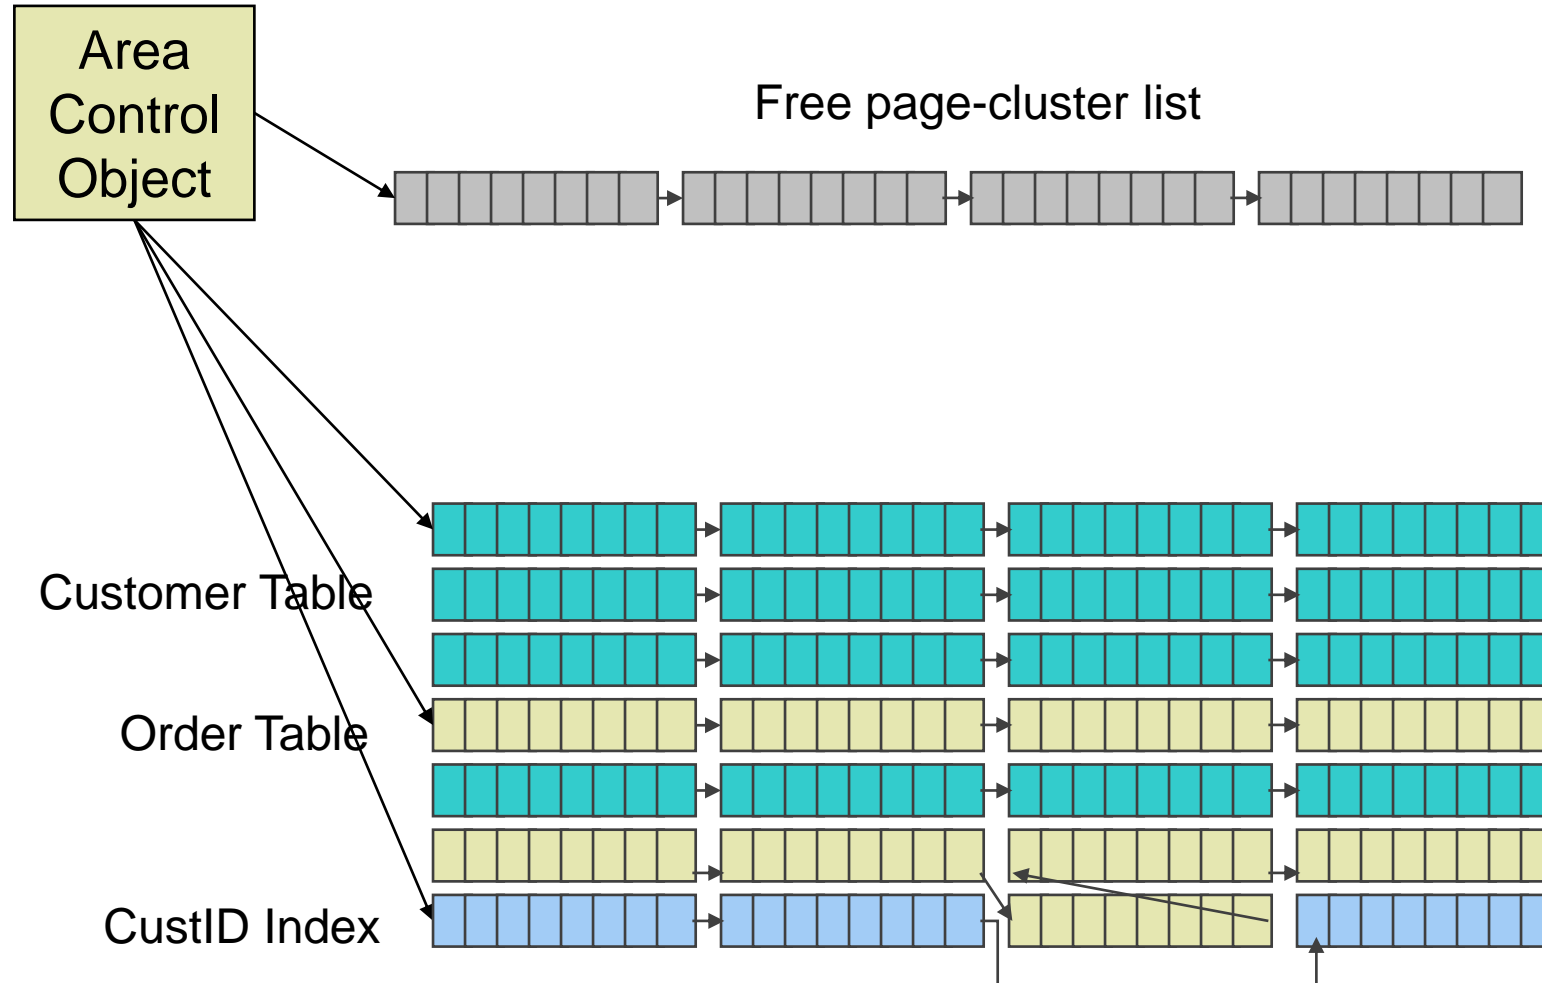 Area
Control
Object
Free page-cluster list
Customer Table
Order Table
CustID Index